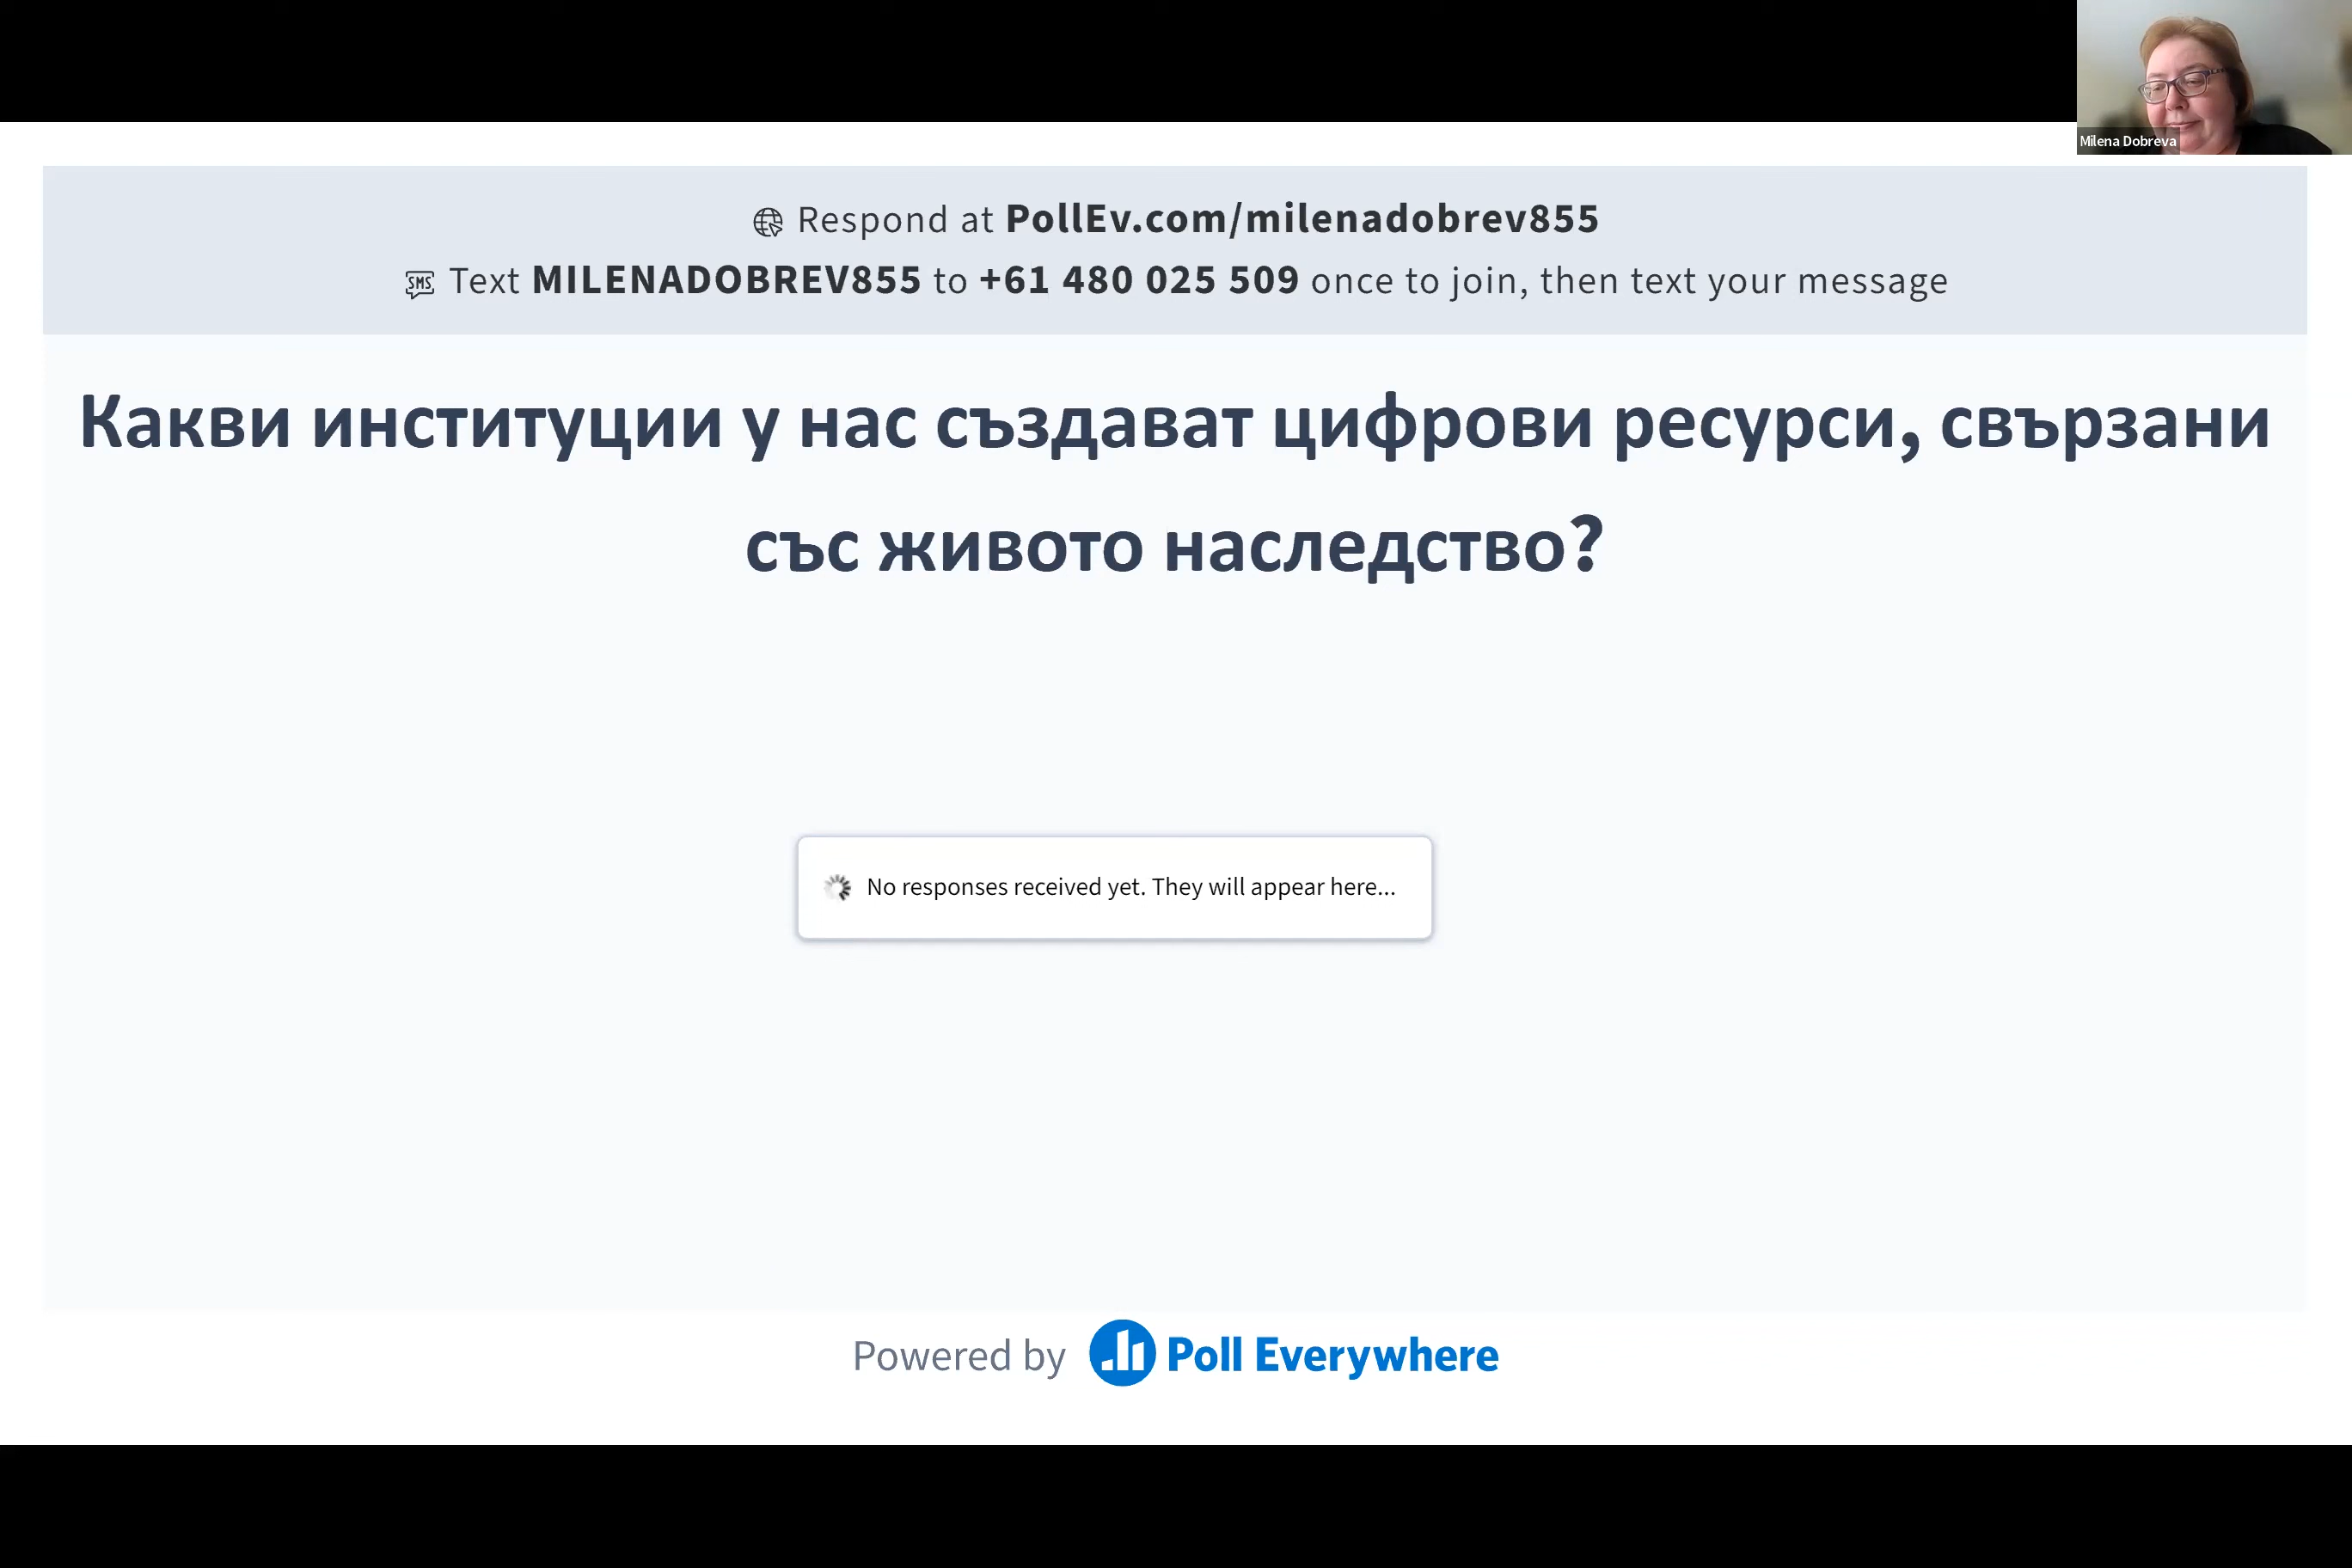 Milena Dobreva
Respond at PollEv.com/milenadobrev855
SMS Text MILENADOBREV855 to +61 480 025 509 once to join, then text your message
Какви институции у нас създават цифрови ресурси, свързани
със живото наследство?
No responses received yet. They will appear here...
Powered by Poll Everywhere